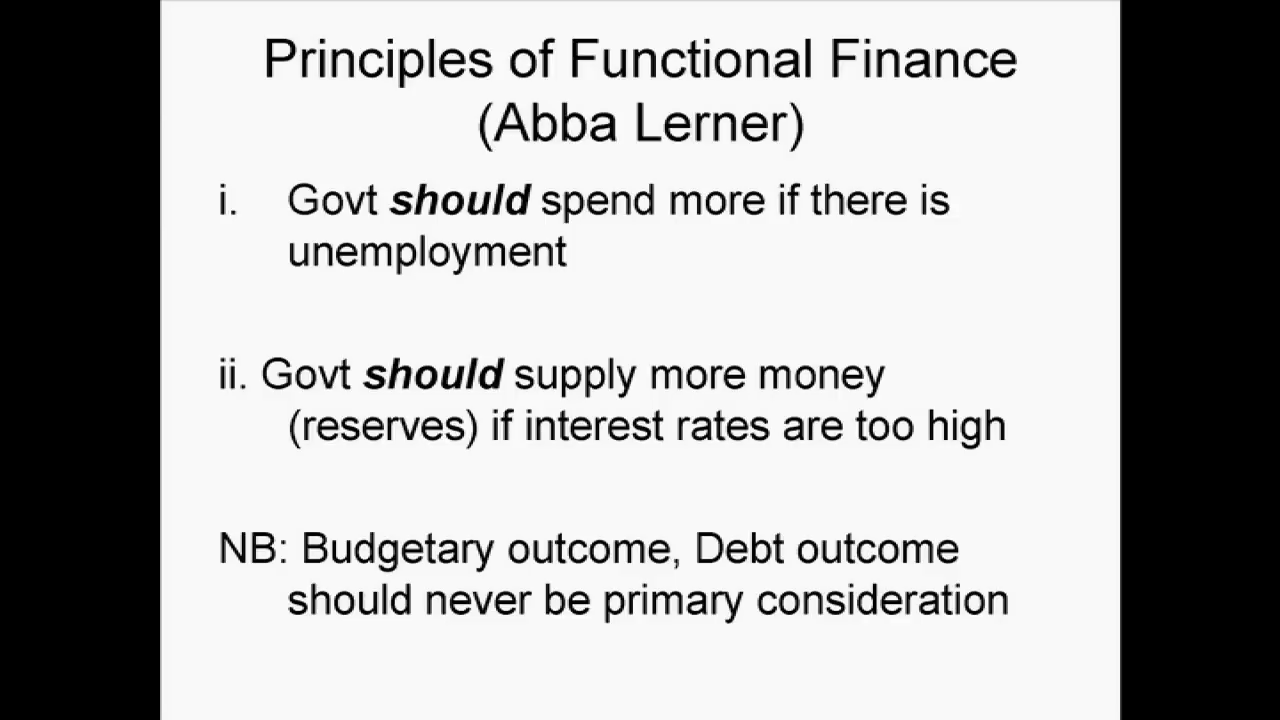 Principles of Functional Finance
(Abba Lerner)
i. Govt should spend more if there is
unemployment
ii. Govt should supply more money
(reserves) if interest rates are too high
NB: Budgetary outcome, Debt outcome
should never be primary consideration